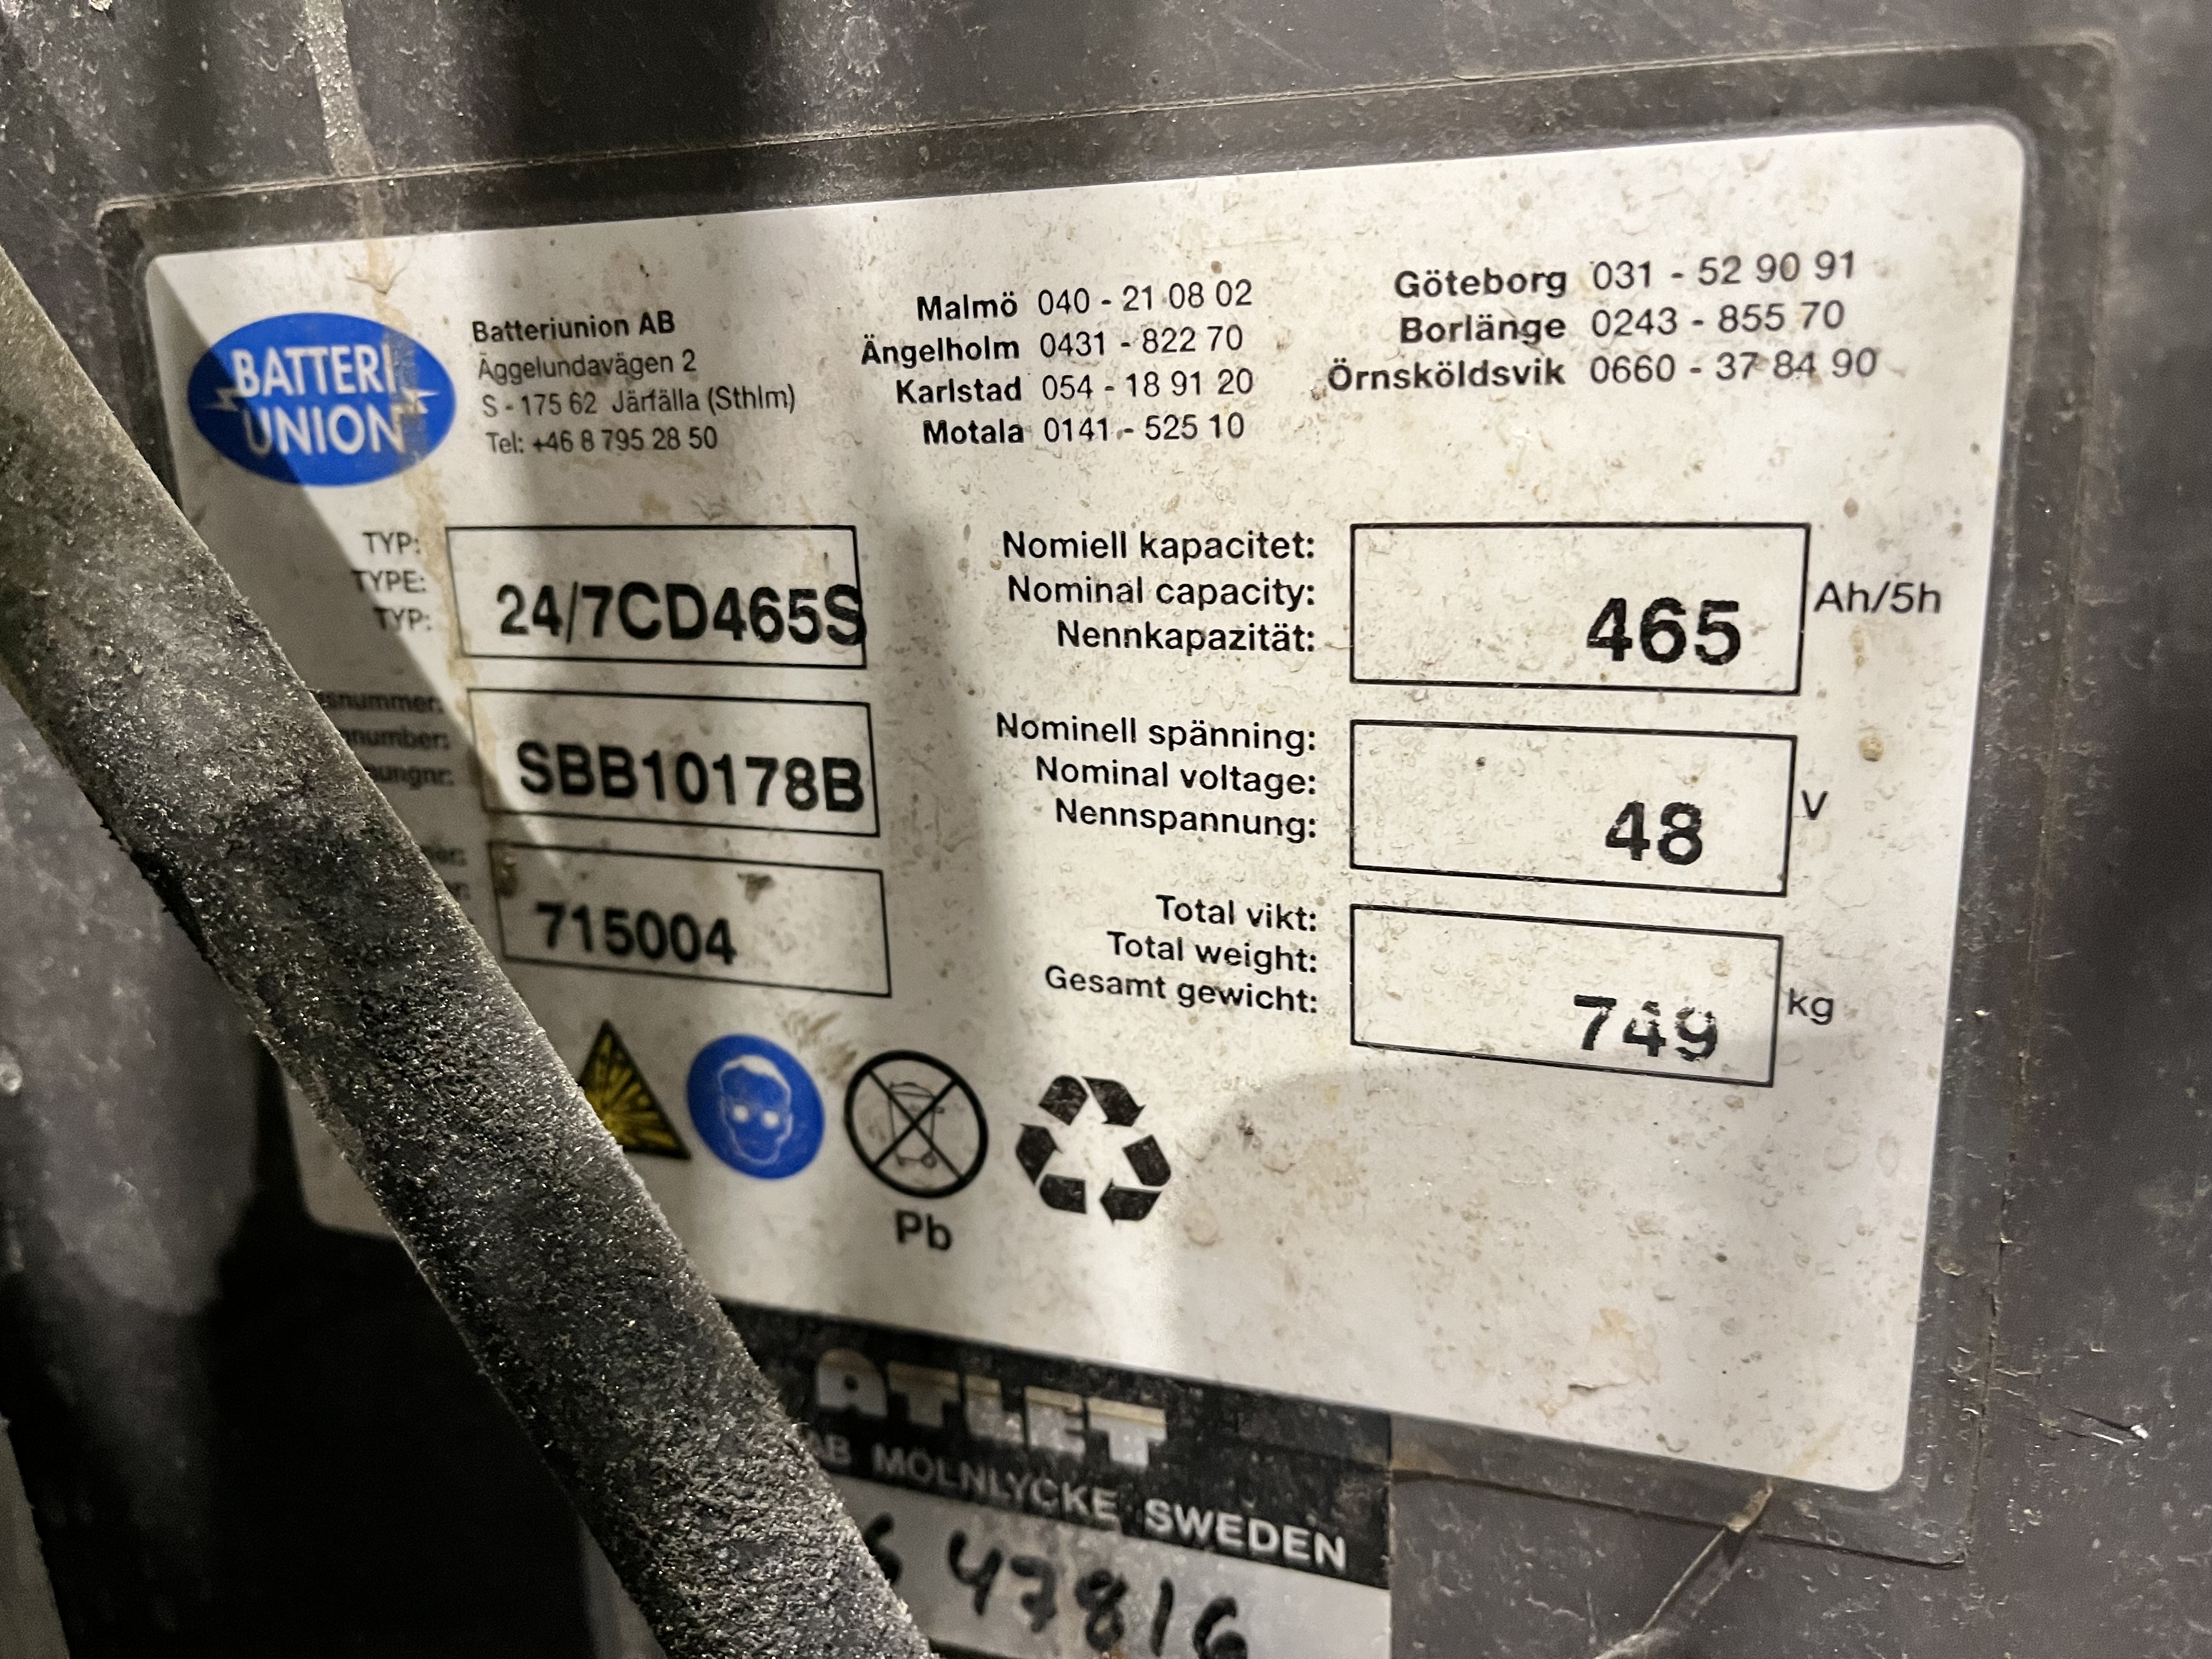 BATTERI
UNION
Batteriunion AB
Äggelundavägen 2
S - 175 62 Järfälla (Sthlm)
Tel: +46 8 795 28 50
Malmö 040 - 21 08 02
Ängelholm 0431 - 822 70
Karlstad 054 - 18 91 20
Motala 0141 - 525 10
Göteborg 031 - 52 90 91
Borlänge 0243 - 855 70
Örnsköldsvik 0660 - 37 84 90
TYP:
TYPE:
TYP:
24/7CD465S
SBB10178B
715004
Nomiell kapacitet:
Nominal capacity:
Nennkapazität:
465
Ah/5h
Nominell spänning:
Nominal voltage:
Nennspannung:
48
V
Total vikt:
Total weight:
Gesamt gewicht:
749
kg
Pb
ATLET
AB MÖLNLYCKE SWEDEN
47816